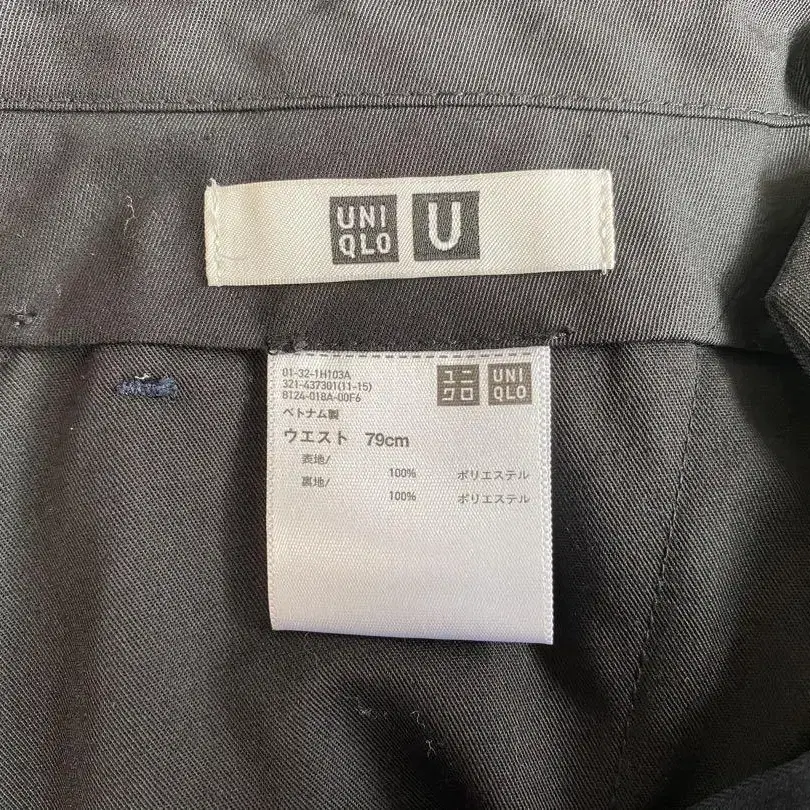 UNI
QLO
U
01-32-1H103A
321-437301(11-15)
8124-018A-00F6
ユニ
クロ
UNI
QLO
ベトナム製
ウエスト 79cm
表地/
100% ポリエステル
裏地/
100% ポリエステル